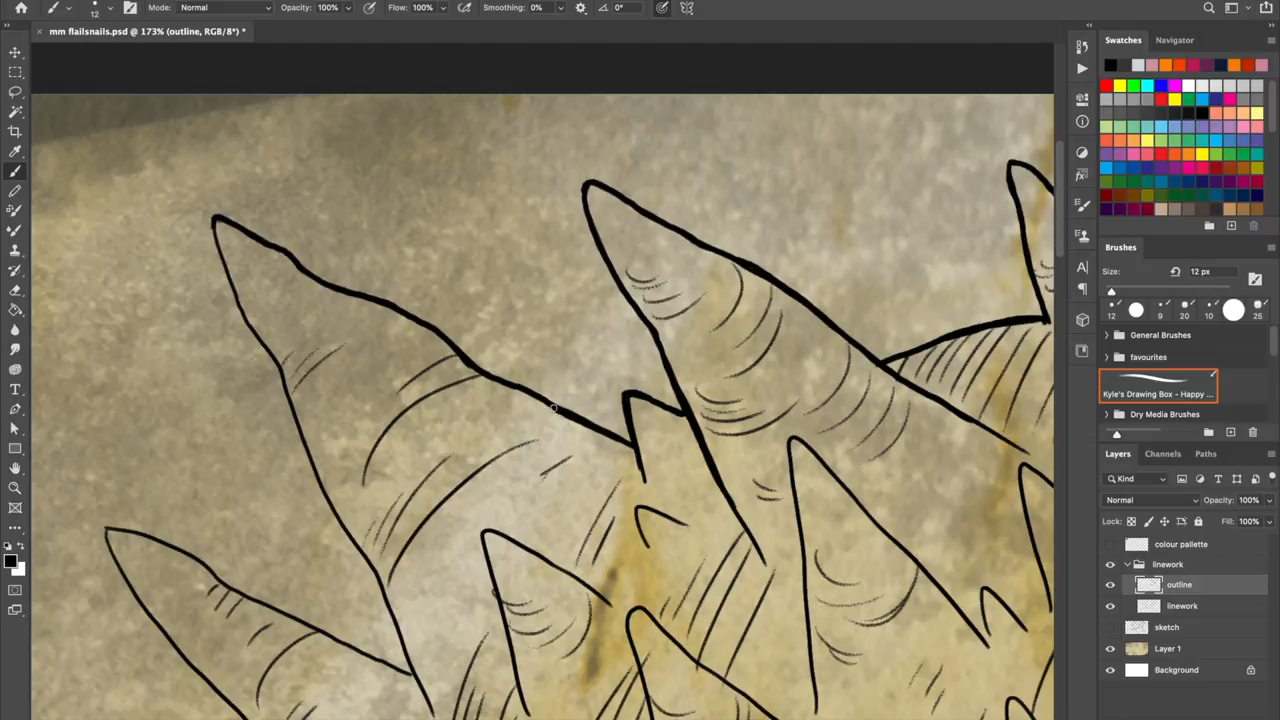 12
Mode: Normal
Opacity: 100%
Flow: 100%
Smoothing: 0%
0°
× mm flailsnails.psd @ 173% (outline, RGB/8*) *
Swatches Navigator
Brushes
Size: 12 px
12 9 20 10 25
General Brushes
favourites
Kyle's Drawing Box - Happy ...
Dry Media Brushes
Layers Channels Paths
Kind
Normal Opacity: 100%
Lock: Fill: 100%
colour pallette
linework
outline
linework
sketch
Layer 1
Background